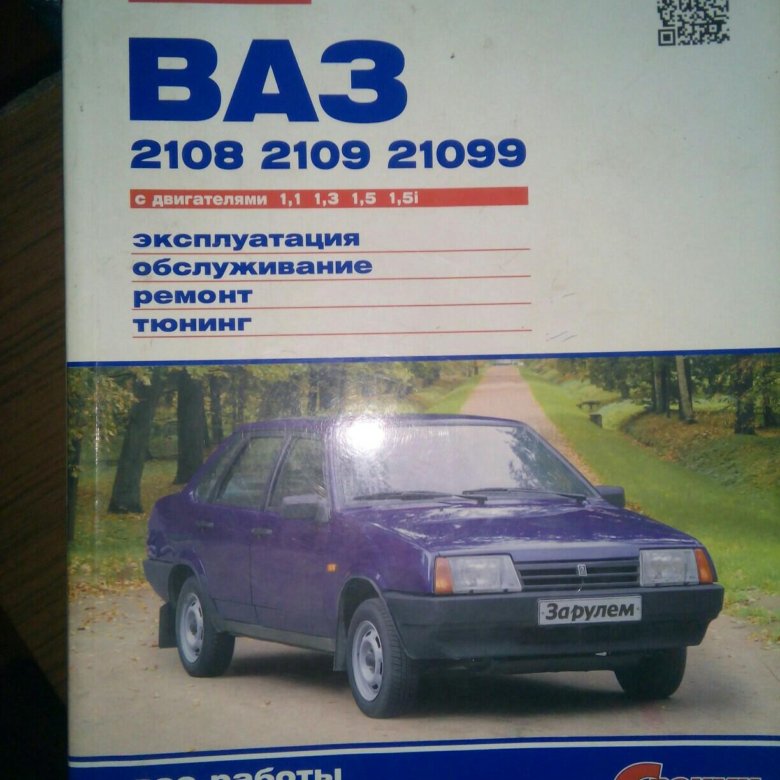 ВАЗ
2108 2109 21099
с двигателями 1,1 1,3 1,5 1,5i
эксплуатация
обслуживание
ремонт
тюнинг
За рулем
работы